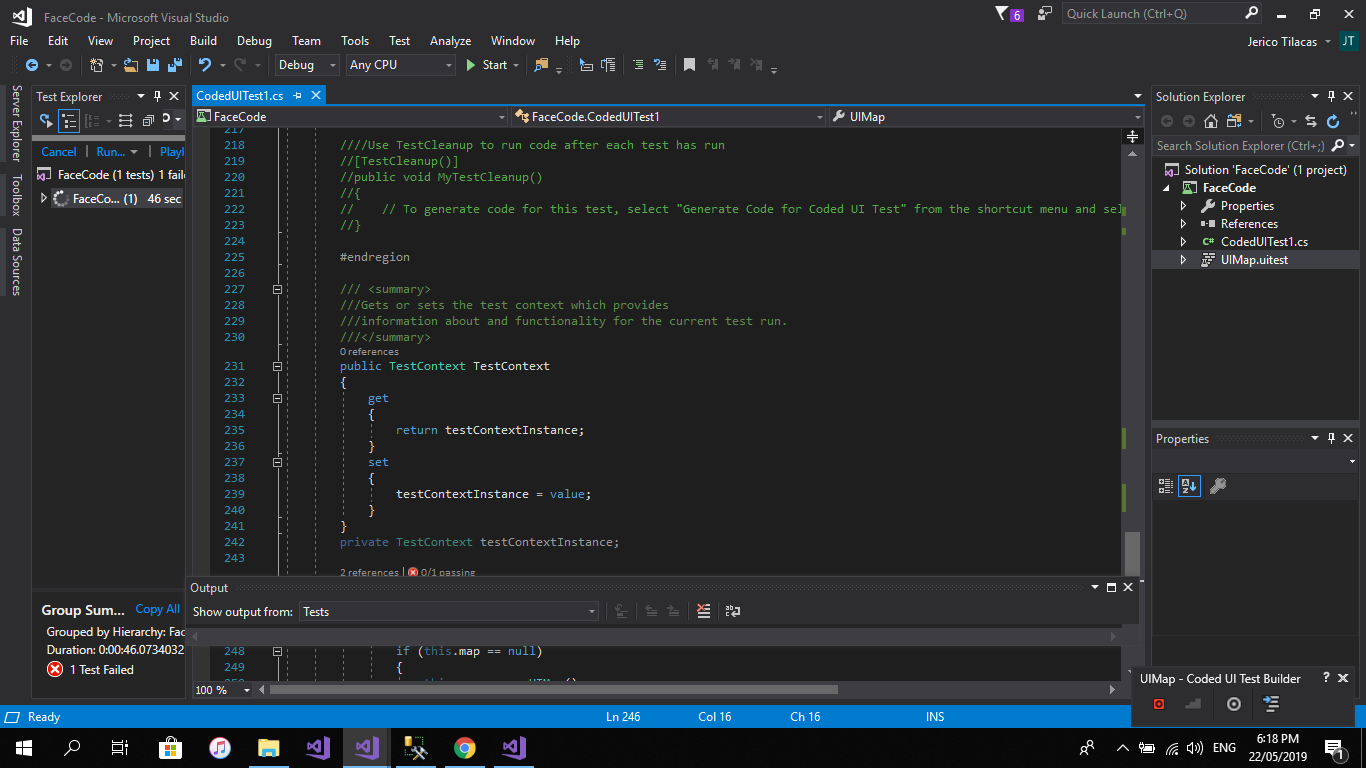 FaceCode - Microsoft Visual Studio
6
Quick Launch (Ctrl+Q)
File Edit View Project Build Debug Team Tools Test Analyze Window Help
Jerico Tilacas JT
Debug Any CPU Start
Server Explorer
Toolbox
Data Sources
Test Explorer
Cancel Run... Playl
FaceCode (1 tests) 1 faile
FaceCo... (1) 46 sec
Group Sum... Copy All
Grouped by Hierarchy: Fac
Duration: 0:00:46.0734032
1 Test Failed
CodedUITest1.cs
FaceCode FaceCode.CodedUITest1 UIMap
217
218 ////Use TestCleanup to run code after each test has run
219 //[TestCleanup()]
220 //public void MyTestCleanup()
221 //{
222 // // To generate code for this test, select "Generate Code for Coded UI Test" from the shortcut menu and sel
223 //}
224
225 #endregion
226
227 /// <summary>
228 ///Gets or sets the test context which provides
229 ///information about and functionality for the current test run.
230 ///</summary>
0 references
231 public TestContext TestContext
232 {
233 get
234 {
235 return testContextInstance;
236 }
237 set
238 {
239 testContextInstance = value;
240 }
241 }
242 private TestContext testContextInstance;
243
2 references | 0/1 passing
Output
Show output from: Tests
248 if (this.map == null)
249 {
100 %
Solution Explorer
Search Solution Explorer (Ctrl+;)
Solution 'FaceCode' (1 project)
FaceCode
Properties
References
C# CodedUITest1.cs
UIMap.uitest
Properties
UIMap - Coded UI Test Builder ?
Ready Ln 246 Col 16 Ch 16 INS
ENG 6:18 PM
22/05/2019
1